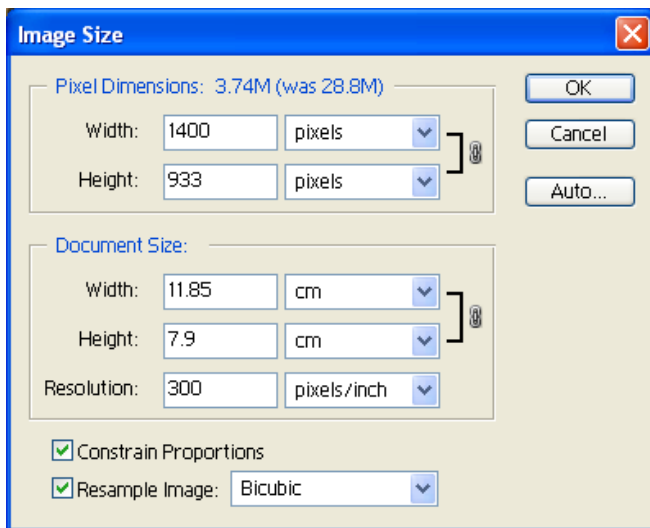 Image Size
Pixel Dimensions: 3.74M (was 28.8M)
OK
Width: 1400 pixels
Cancel
Height: 933 pixels
Auto...
Document Size:
Width: 11.85 cm
Height: 7.9 cm
Resolution: 300 pixels/inch
Constrain Proportions
Resample Image: Bicubic